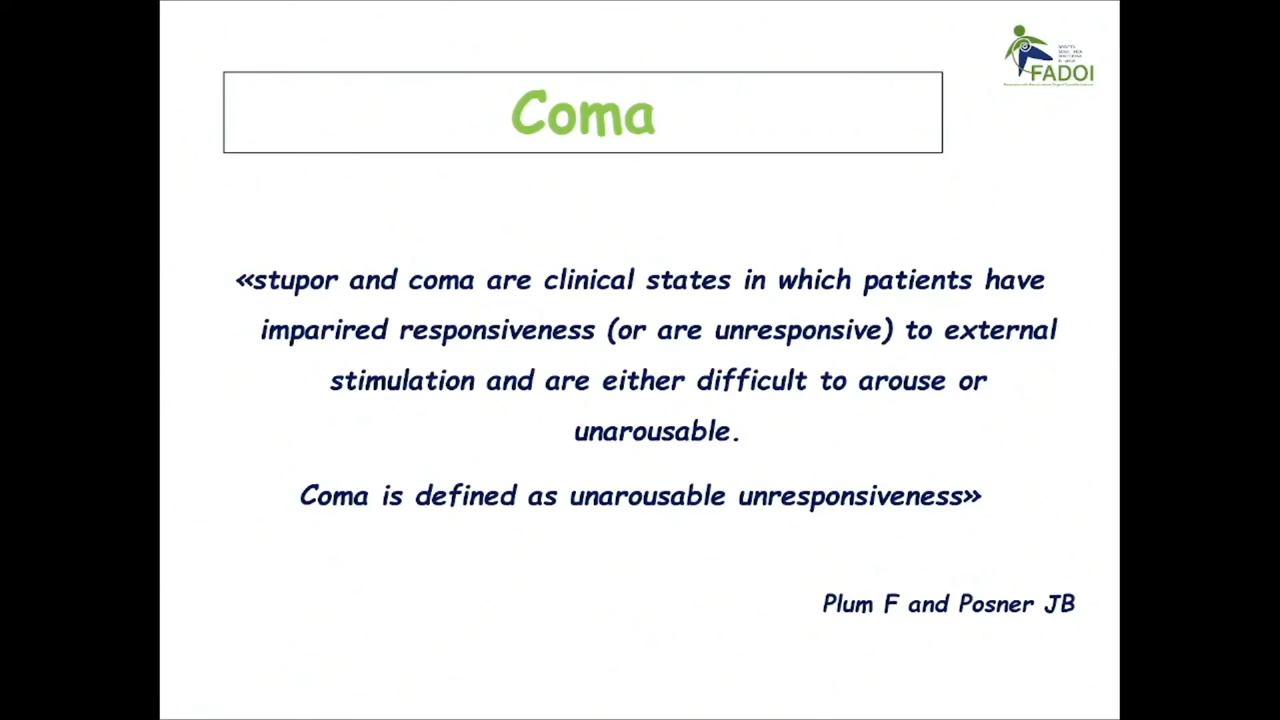 FADOI
Coma
«stupor and coma are clinical states in which patients have
imparired responsiveness (or are unresponsive) to external
stimulation and are either difficult to arouse or
unarousable.
Coma is defined as unarousable unresponsiveness»
Plum F and Posner JB